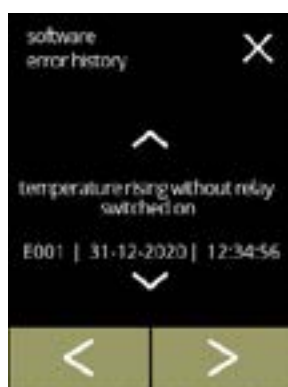 software
error history
temperature rising without relay
switched on
E001 | 31-12-2020 | 12:34:56